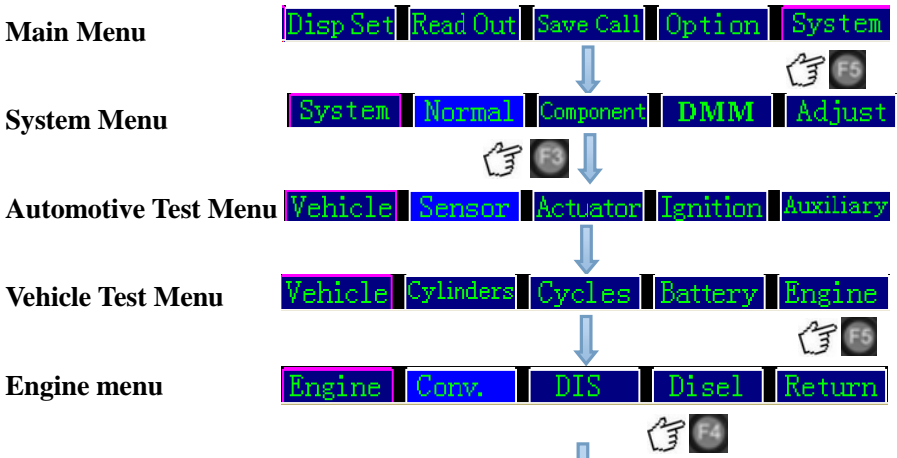 Main Menu Disp Set Read Out Save Call Option System
F5
System Menu System Normal Component DMM Adjust
F3
Automotive Test Menu Vehicle Sensor Actuator Ignition Auxiliary
Vehicle Test Menu Vehicle Cylinders Cycles Battery Engine
F5
Engine menu Engine Conv. DIS Disel Return
F4